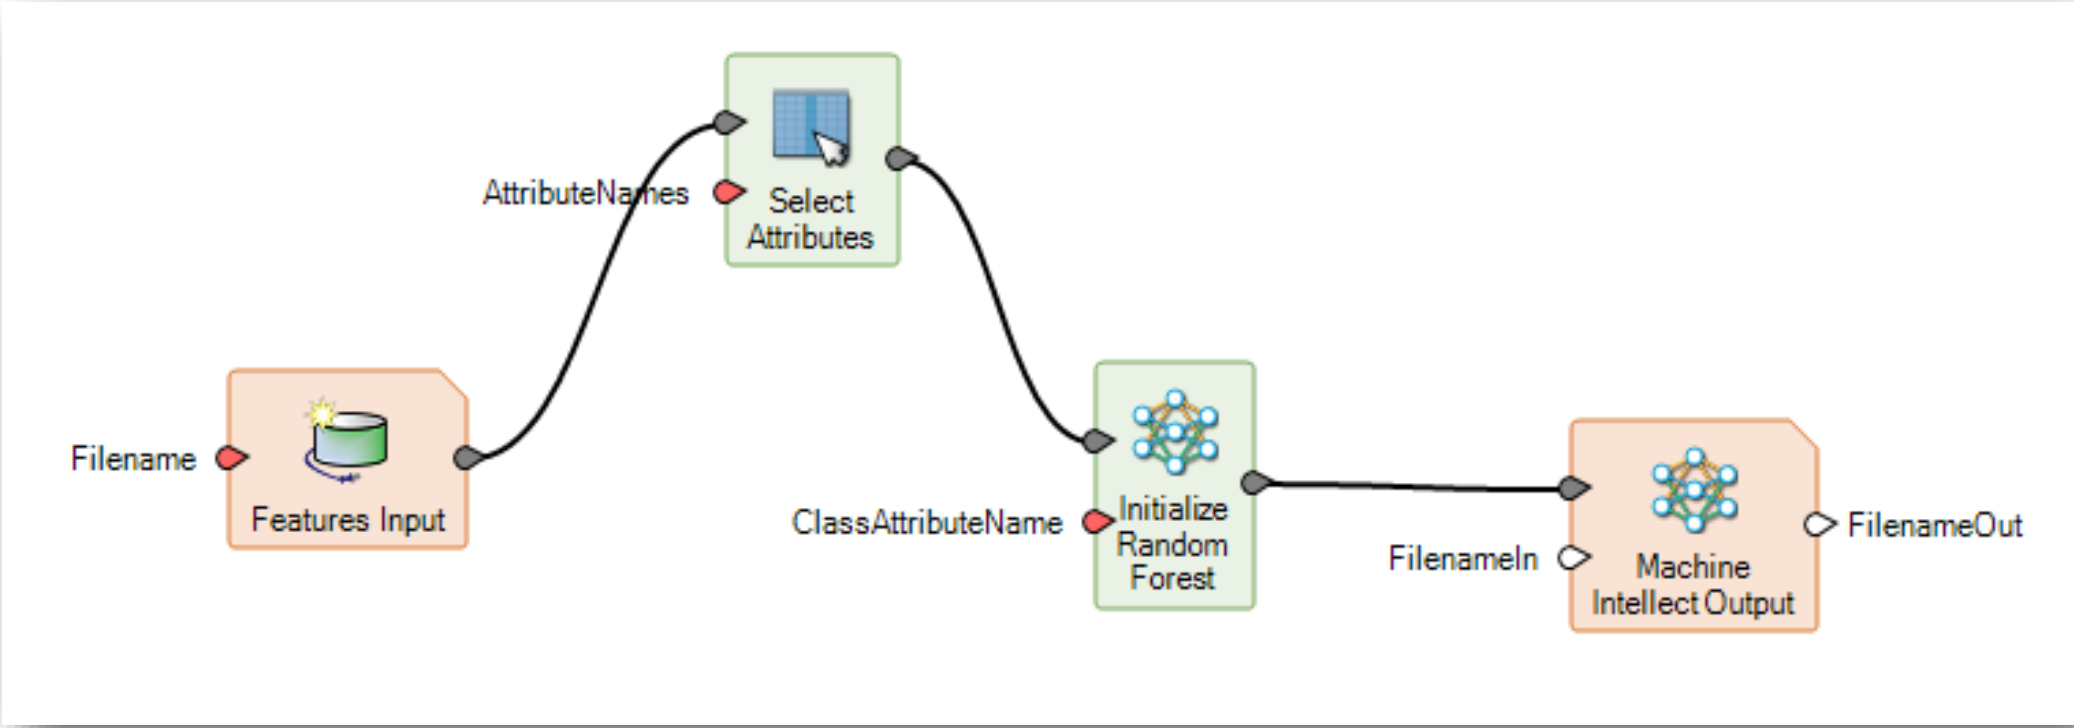 AttributeNames
Select
Attributes
Filename
Features Input
ClassAttributeName
Initialize
Random
Forest
FilenameIn
Machine
Intellect Output
FilenameOut